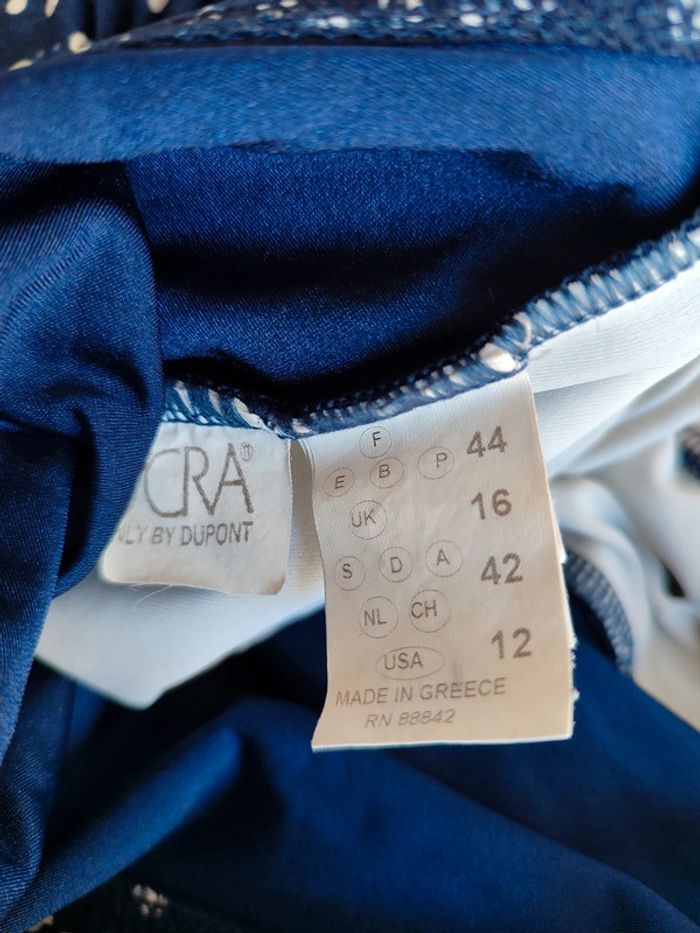 CRA®
LY BY DUPONT
F
E B P 44
UK 16
S D A 42
NL CH
USA 12
MADE IN GREECE
RN 88842